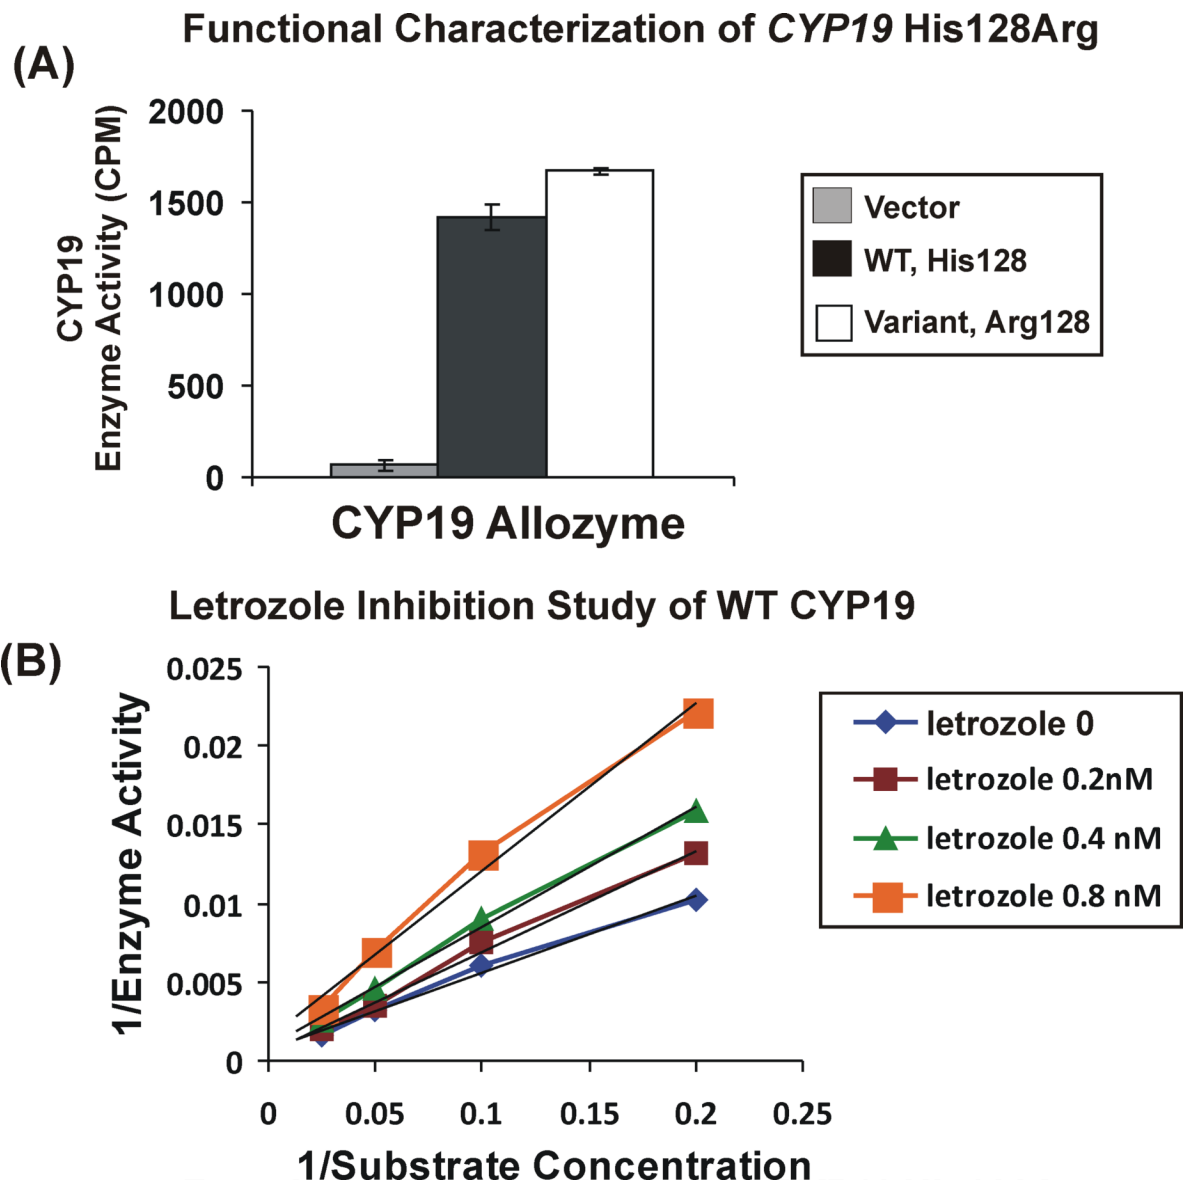 Functional Characterization of CYP19 His128Arg
(A)
CYP19
Enzyme Activity (CPM)
2000
1500
1000
500
0
CYP19 Allozyme
Vector
WT, His128
Variant, Arg128
Letrozole Inhibition Study of WT CYP19
(B)
1/Enzyme Activity
0.025
0.02
0.015
0.01
0.005
0
0 0.05 0.1 0.15 0.2 0.25
1/Substrate Concentration
letrozole 0
letrozole 0.2nM
letrozole 0.4 nM
letrozole 0.8 nM